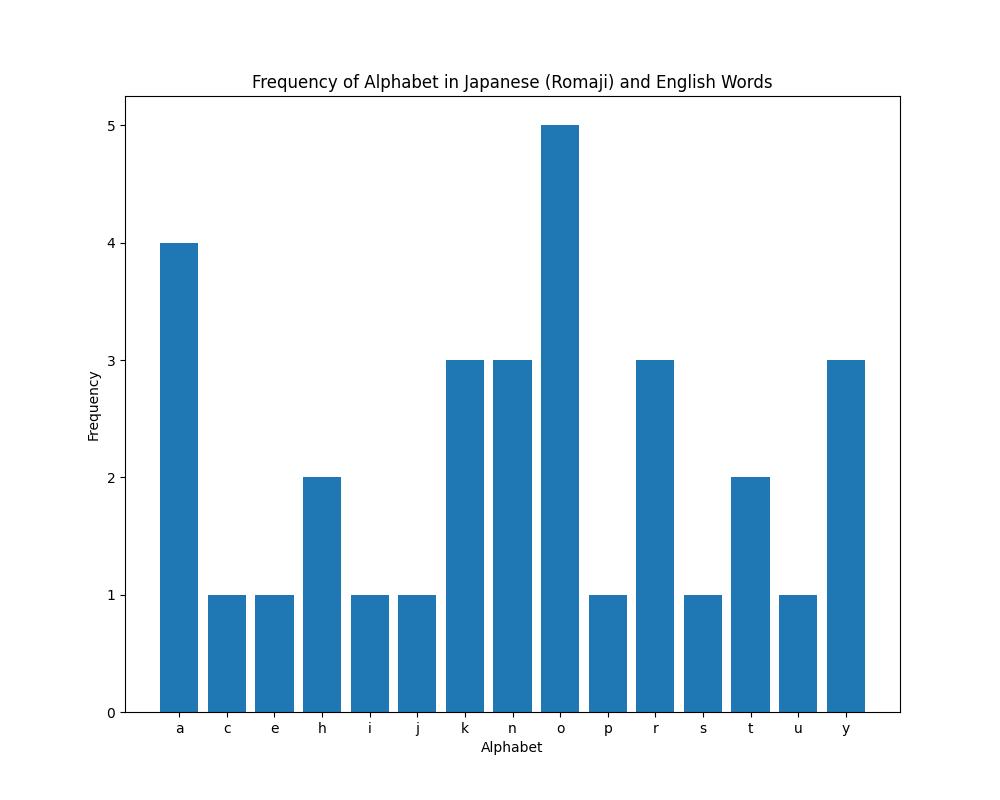 Frequency of Alphabet in Japanese (Romaji) and English Words
5
4
3
2
1
0
Frequency
a c e h i j k n o p r s t u y
Alphabet